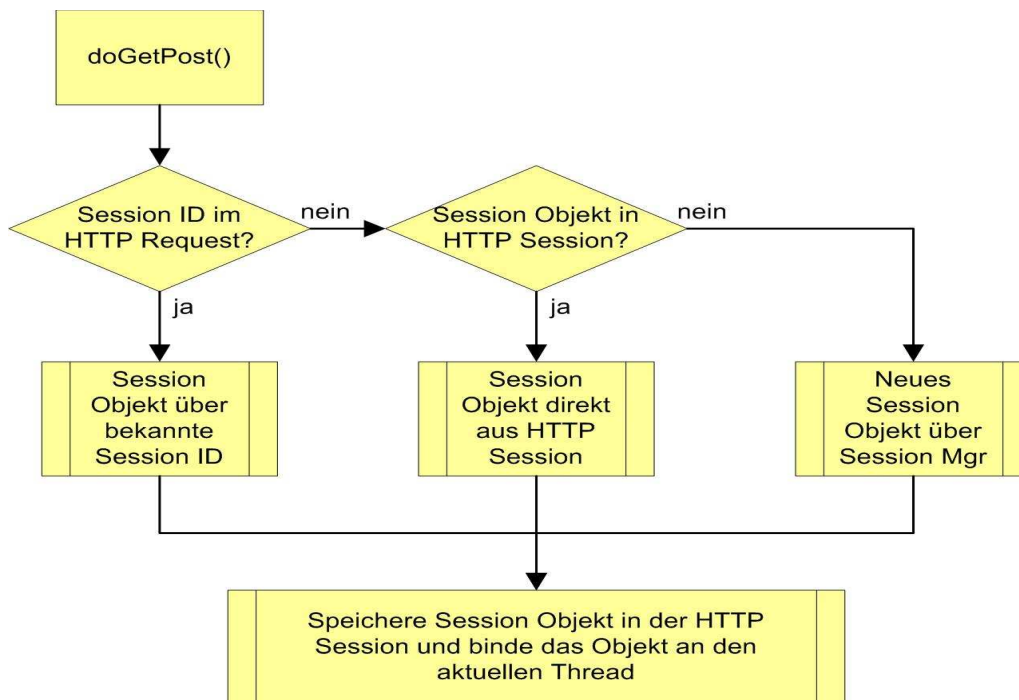 doGetPost()
Session ID im
HTTP Request?
nein
Session Objekt in
HTTP Session?
nein
ja
ja
Session
Objekt über
bekannte
Session ID
Session
Objekt direkt
aus HTTP
Session
Neues
Session
Objekt über
Session Mgr
Speichere Session Objekt in der HTTP
Session und binde das Objekt an den
aktuellen Thread